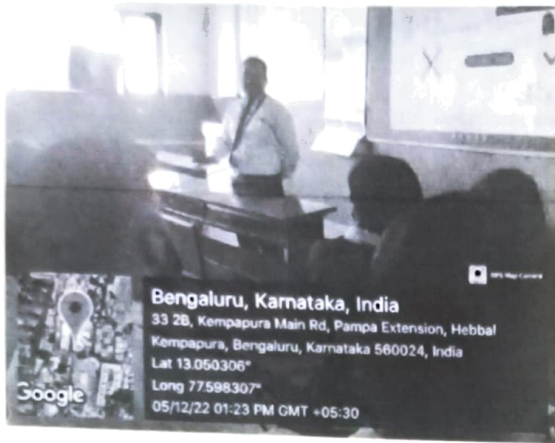 GPS Map Camera
Bengaluru, Karnataka, India
33 2B, Kempapura Main Rd, Pampa Extension, Hebbal
Kempapura, Bengaluru, Karnataka 560024, India
Lat 13.050306°
Long 77.598307°
05/12/22 01:23 PM GMT +05:30
Google